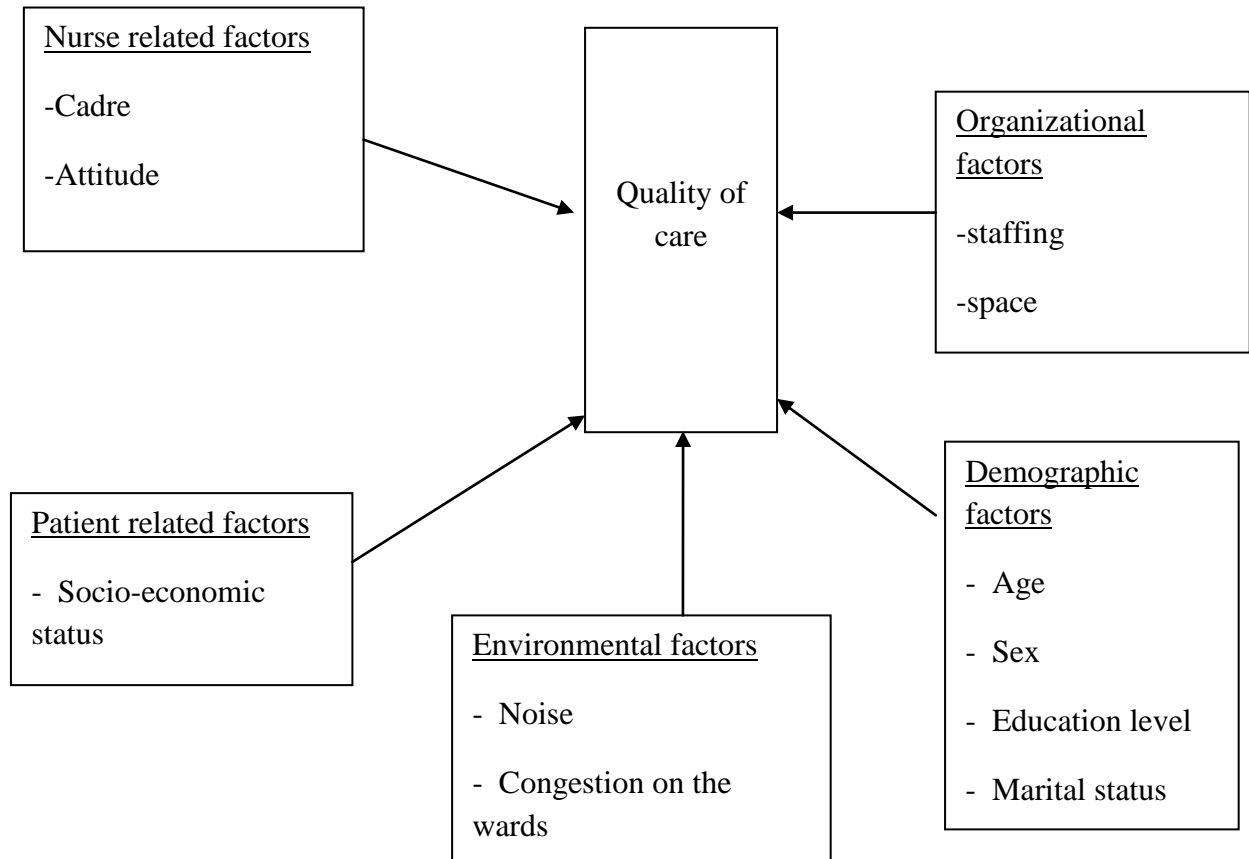 Nurse related factors
-Cadre
-Attitude
Quality of
care
Organizational
factors
-staffing
-space
Patient related factors
- Socio-economic
status
Environmental factors
- Noise
- Congestion on the
wards
Demographic
factors
- Age
- Sex
- Education level
- Marital status